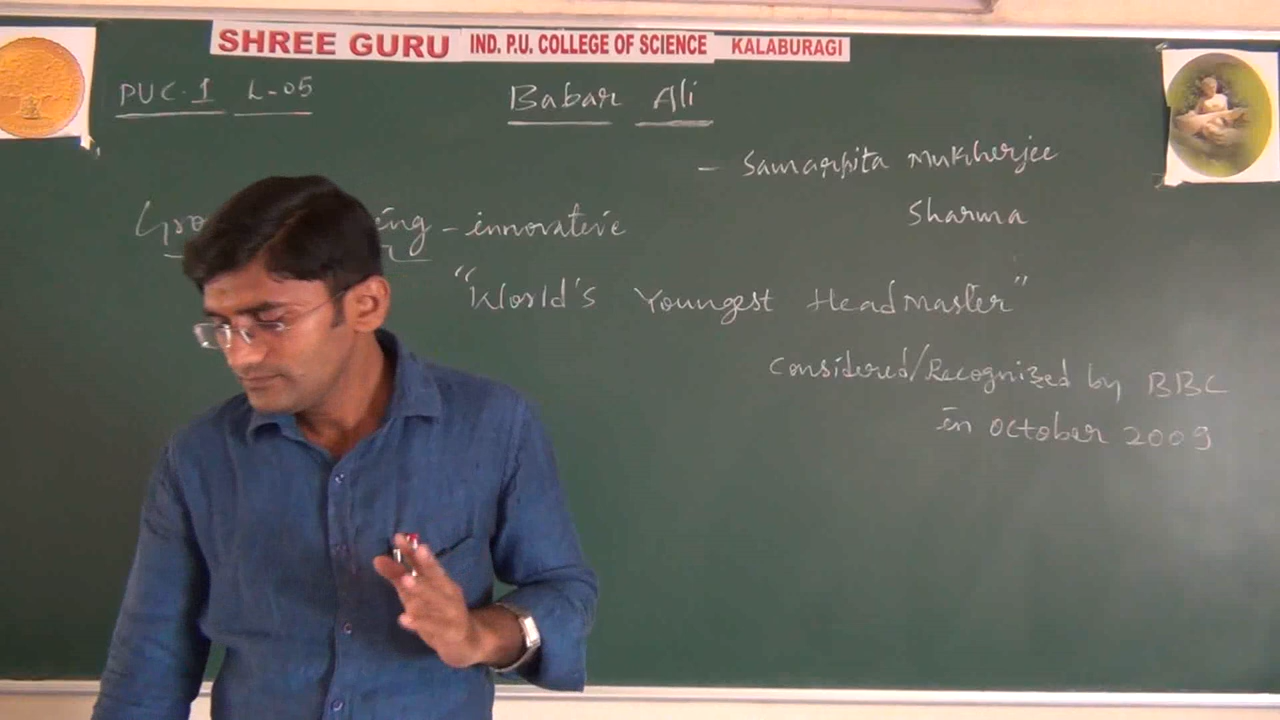 SHREE GURU IND. P.U. COLLEGE OF SCIENCE KALABURAGI
PUC-1 L-05
Babar Ali
- Samarpita Mukherjee
Sharma
- innovative
"World's Youngest HeadMaster"
Considered/Recognized by BBC
in October 2009